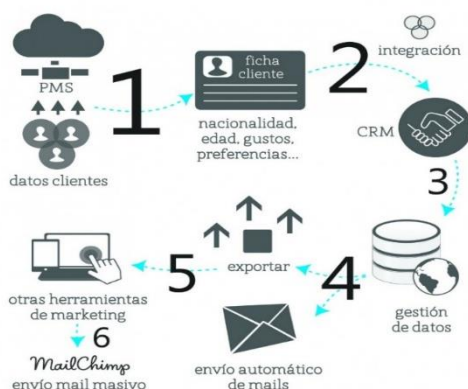 PMS
datos clientes
1
ficha
cliente
nacionalidad,
edad, gustos,
preferencias...
2
integración
CRM
3
gestión
de datos
4
exportar
envío automático
de mails
5
otras herramientas
de marketing
6
MailChimp
envío mail masivo